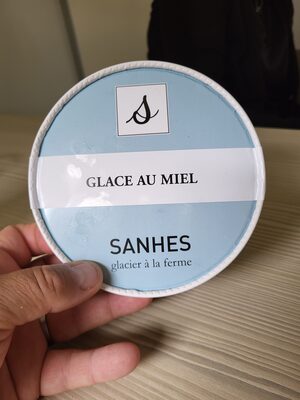 S
GLACE AU MIEL
SANHES
glacier à la ferme